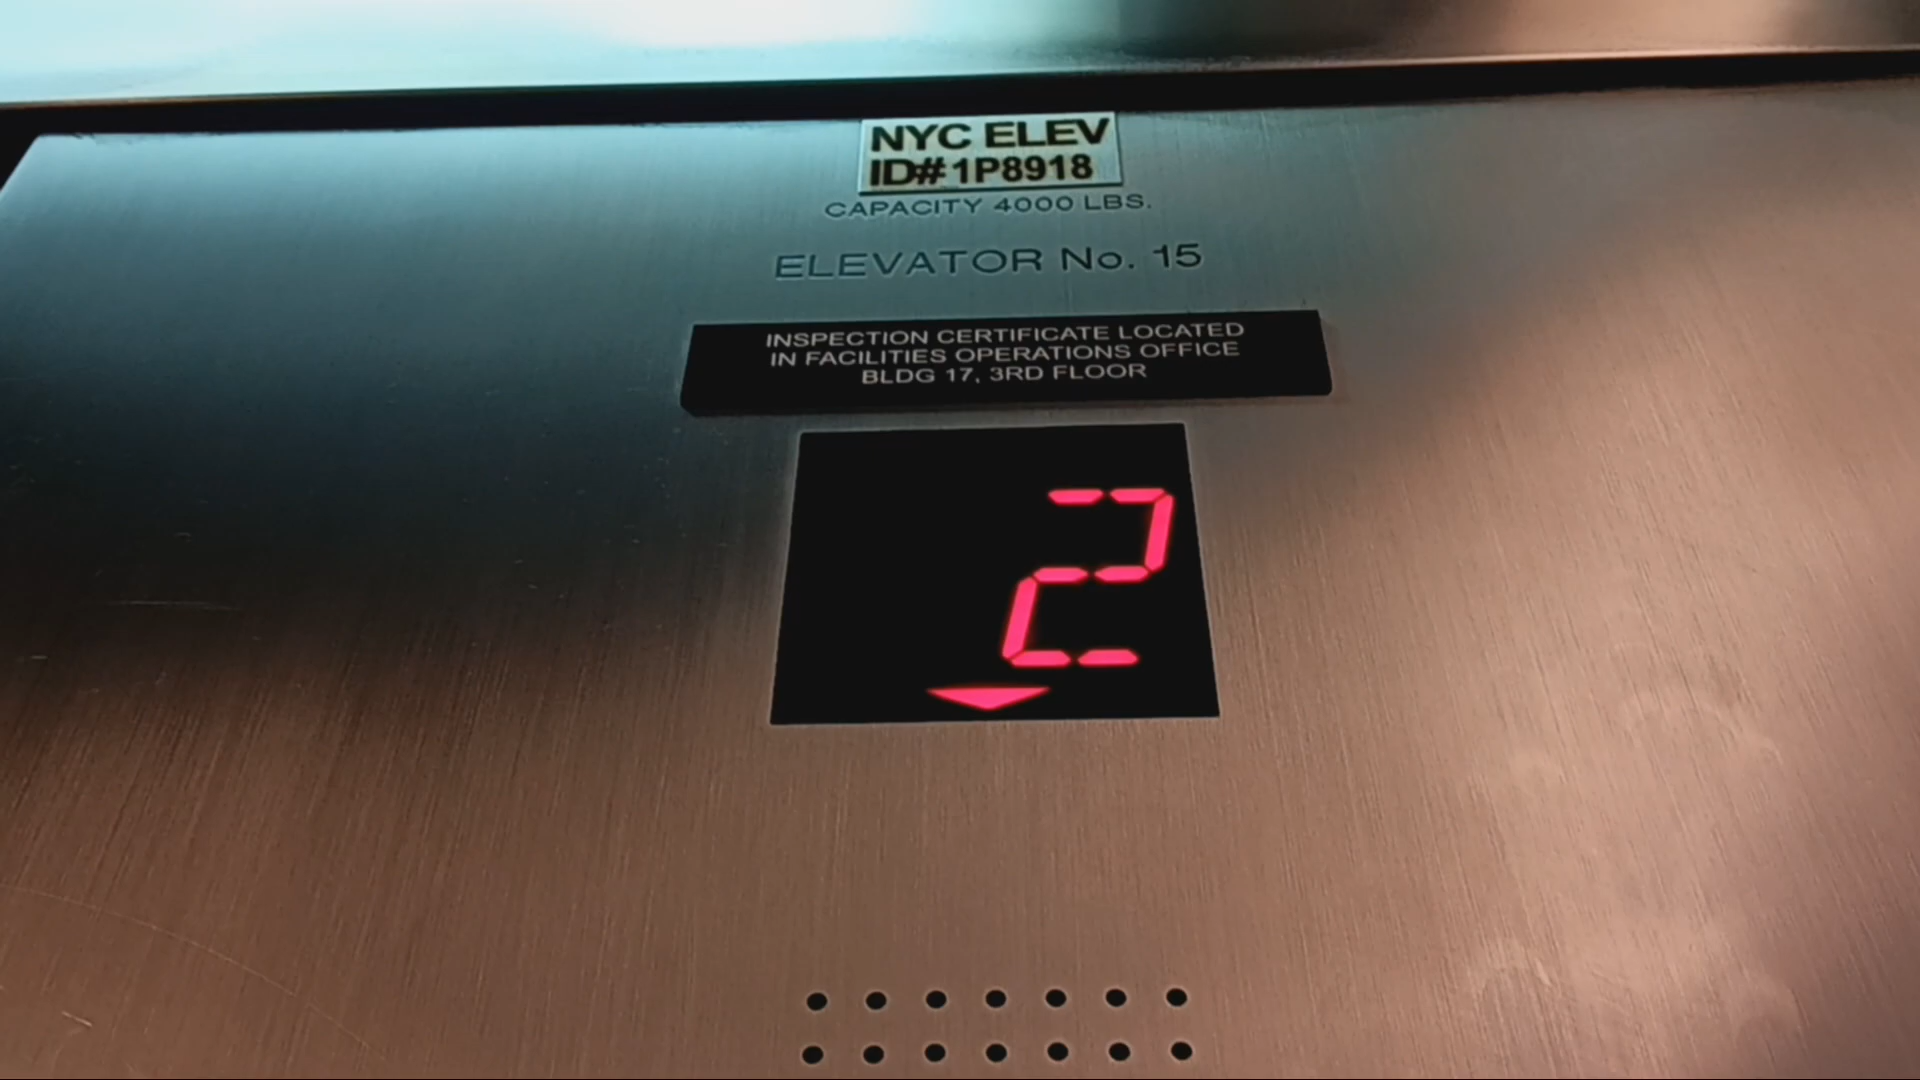 NYC ELEV
ID#1P8918
CAPACITY 4000 LBS.
ELEVATOR No. 15
INSPECTION CERTIFICATE LOCATED
IN FACILITIES OPERATIONS OFFICE
BLDG 17, 3RD FLOOR
2